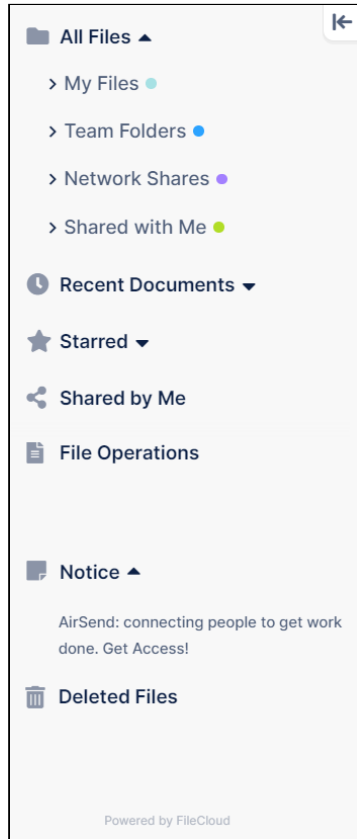 All Files
My Files
Team Folders
Network Shares
Shared with Me
Recent Documents
Starred
Shared by Me
File Operations
Notice
AirSend: connecting people to get work
done. Get Access!
Deleted Files
Powered by FileCloud